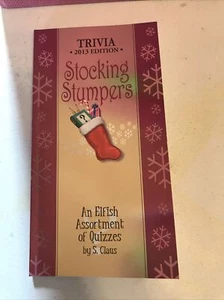 TRIVIA
• 2013 EDITION •
Stocking
Stumpers
?
An Elfish
Assortment
of Quizzes
by S. Claus